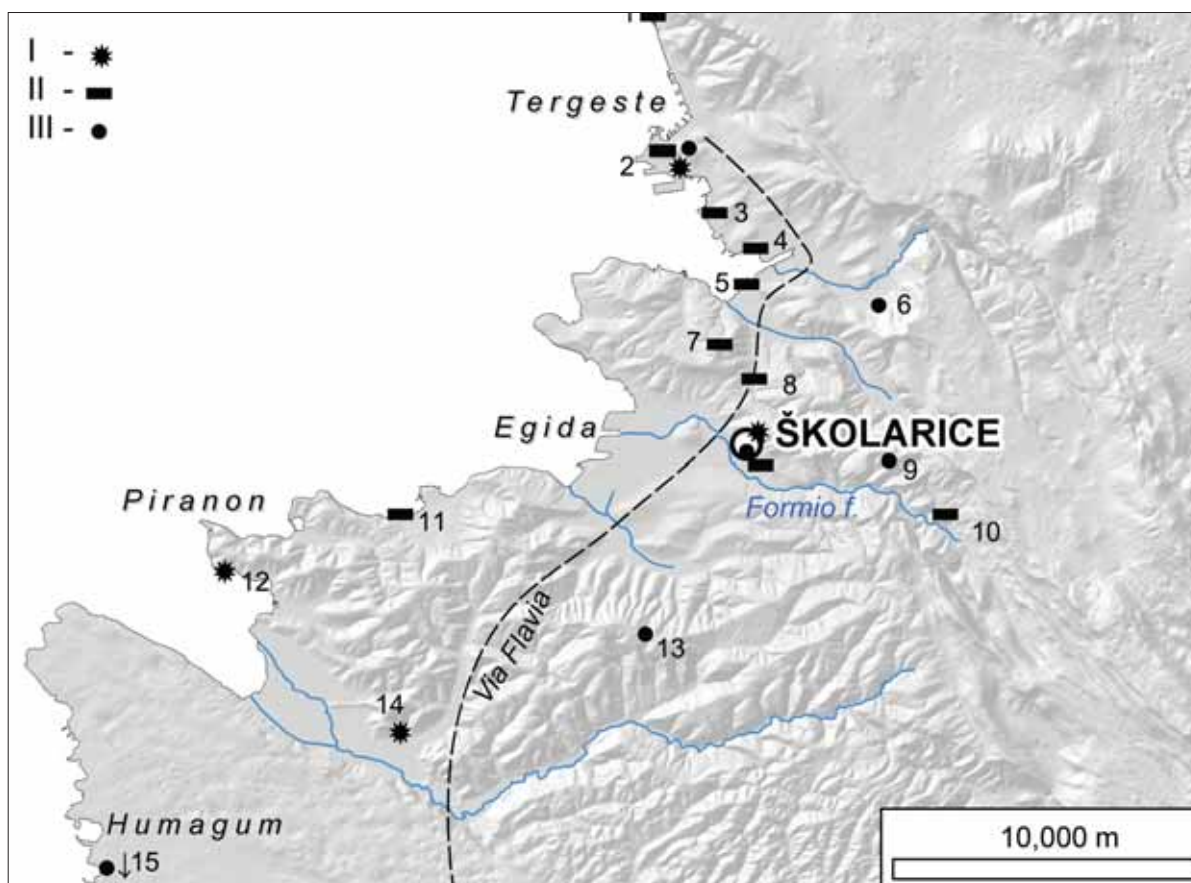 I -
II -
III -
1
Tergeste
2
3
4
5
6
7
8
Egida
ŠKOLARICE
9
Piranon
Formio f.
11
10
12
Via Flavia
13
14
Humagum
↓15
10,000 m